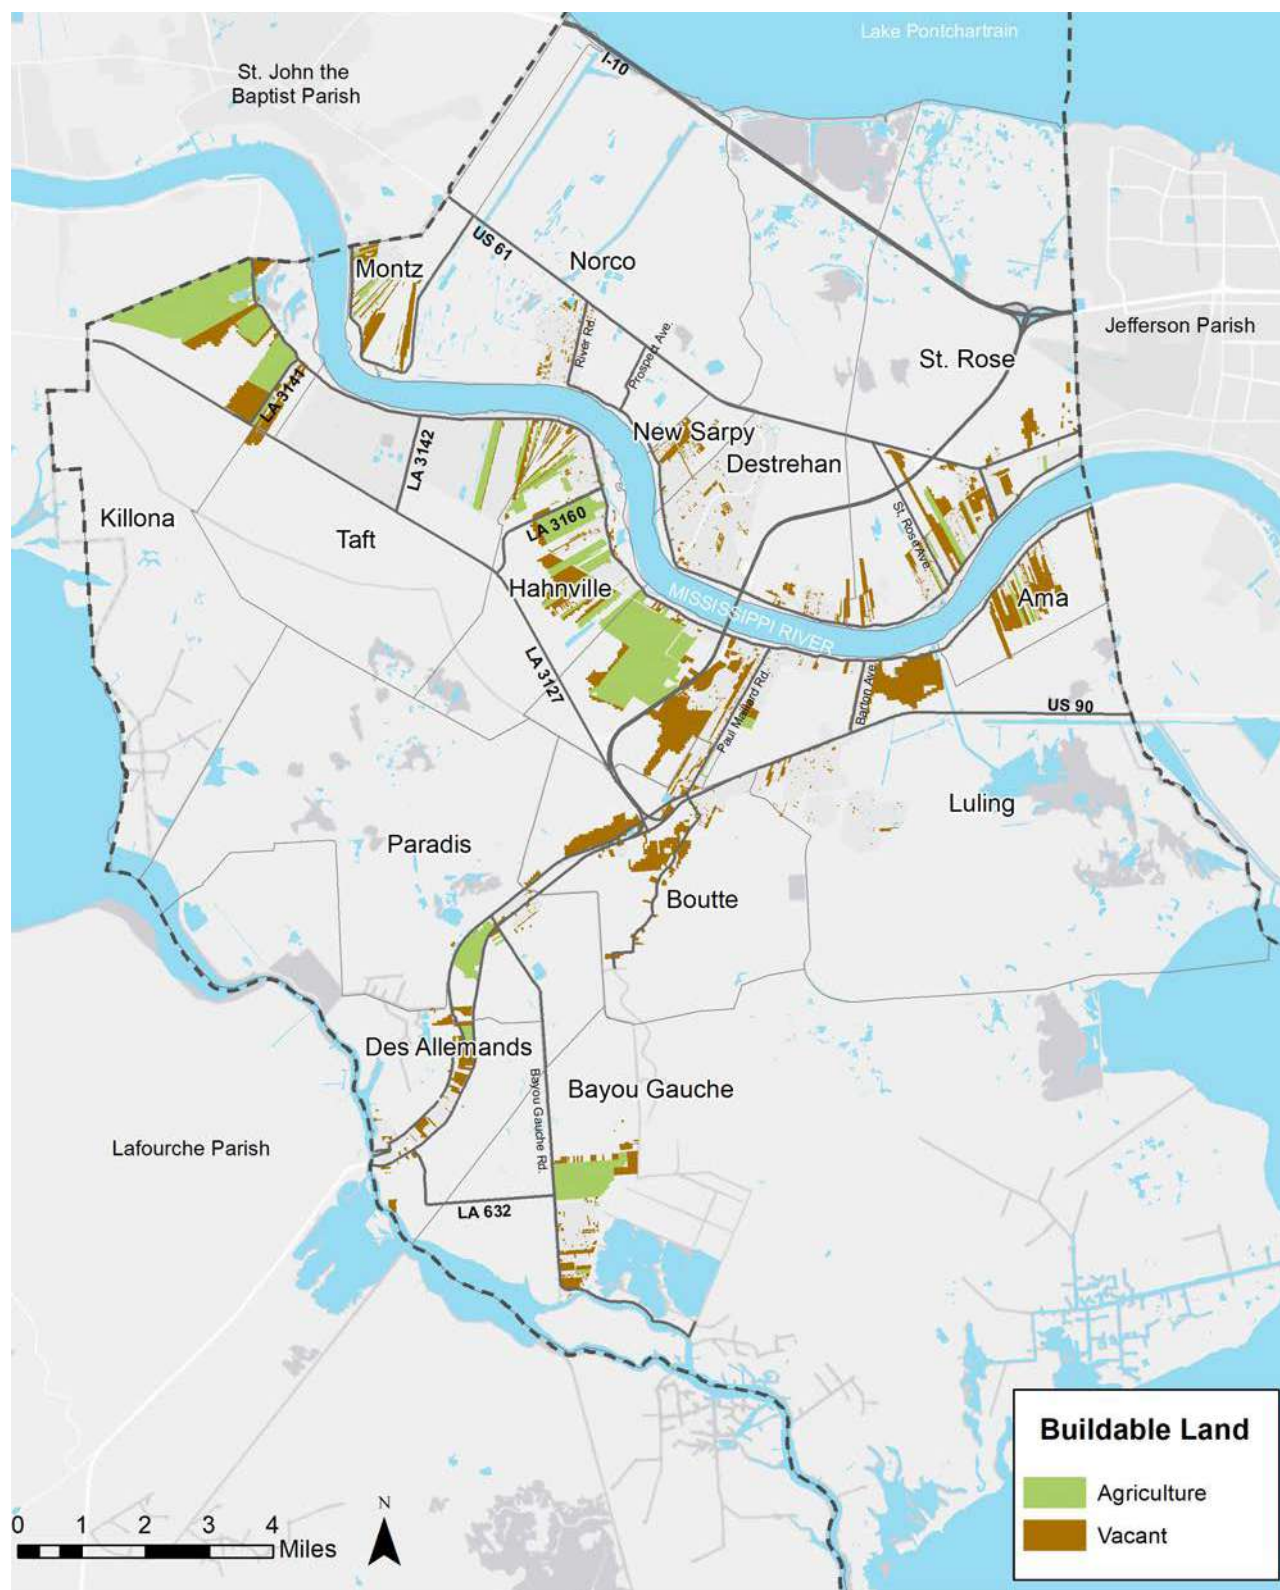 Lake Pontchartrain
I-10
St. John the
Baptist Parish
US 61
Norco
Montz
River Rd.
Prospect Ave.
Jefferson Parish
St. Rose
LA 3141
LA 3142
New Sarpy
Destrehan
Killona
Taft
LA 3160
St. Rose Ave.
Hahnville
MISSISSIPPI RIVER
Ama
LA 3127
Paul Maillard Rd.
Barton Ave.
US 90
Luling
Paradis
Boutte
Des Allemands
Bayou Gauche
Bayou Gauche Rd.
Lafourche Parish
LA 632
Buildable Land
Agriculture
Vacant
N
0 1 2 3 4
Miles